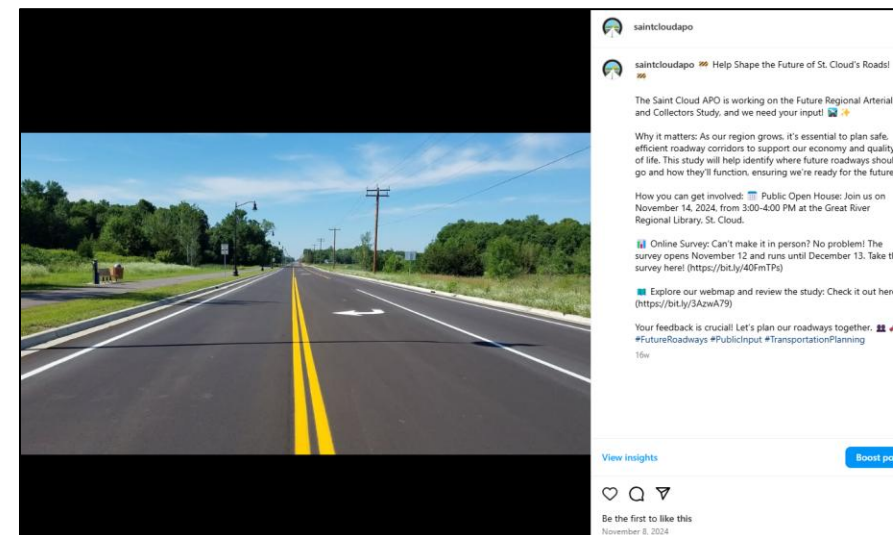 saintcloudapo
saintcloudapo Help Shape the Future of St. Cloud's Roads!
The Saint Cloud APO is working on the Future Regional Arterial
and Collectors Study, and we need your input!
Why it matters: As our region grows, it's essential to plan safe,
efficient roadway corridors to support our economy and quality
of life. This study will help identify where future roadways
go and how they'll function, ensuring we're ready for the future
How you can get involved: Public Open House: Join us on
November 14, 2024, from 3:00-4:00 PM at the Great River
Regional Library, St. Cloud.
Online Survey: Can't make it in person? No problem! The
survey opens November 12 and runs until December 13. Take
survey here! (https://bit.ly/40FmTPs)
Explore our webmap and review the study: Check it out
(https://bit.ly/3AzwA79)
Your feedback is crucial! Let's plan our roadways together.
#FutureRoadways #PublicInput #TransportationPlanning
16w
View insights
Boost
Be the first to like this
November 8, 2024